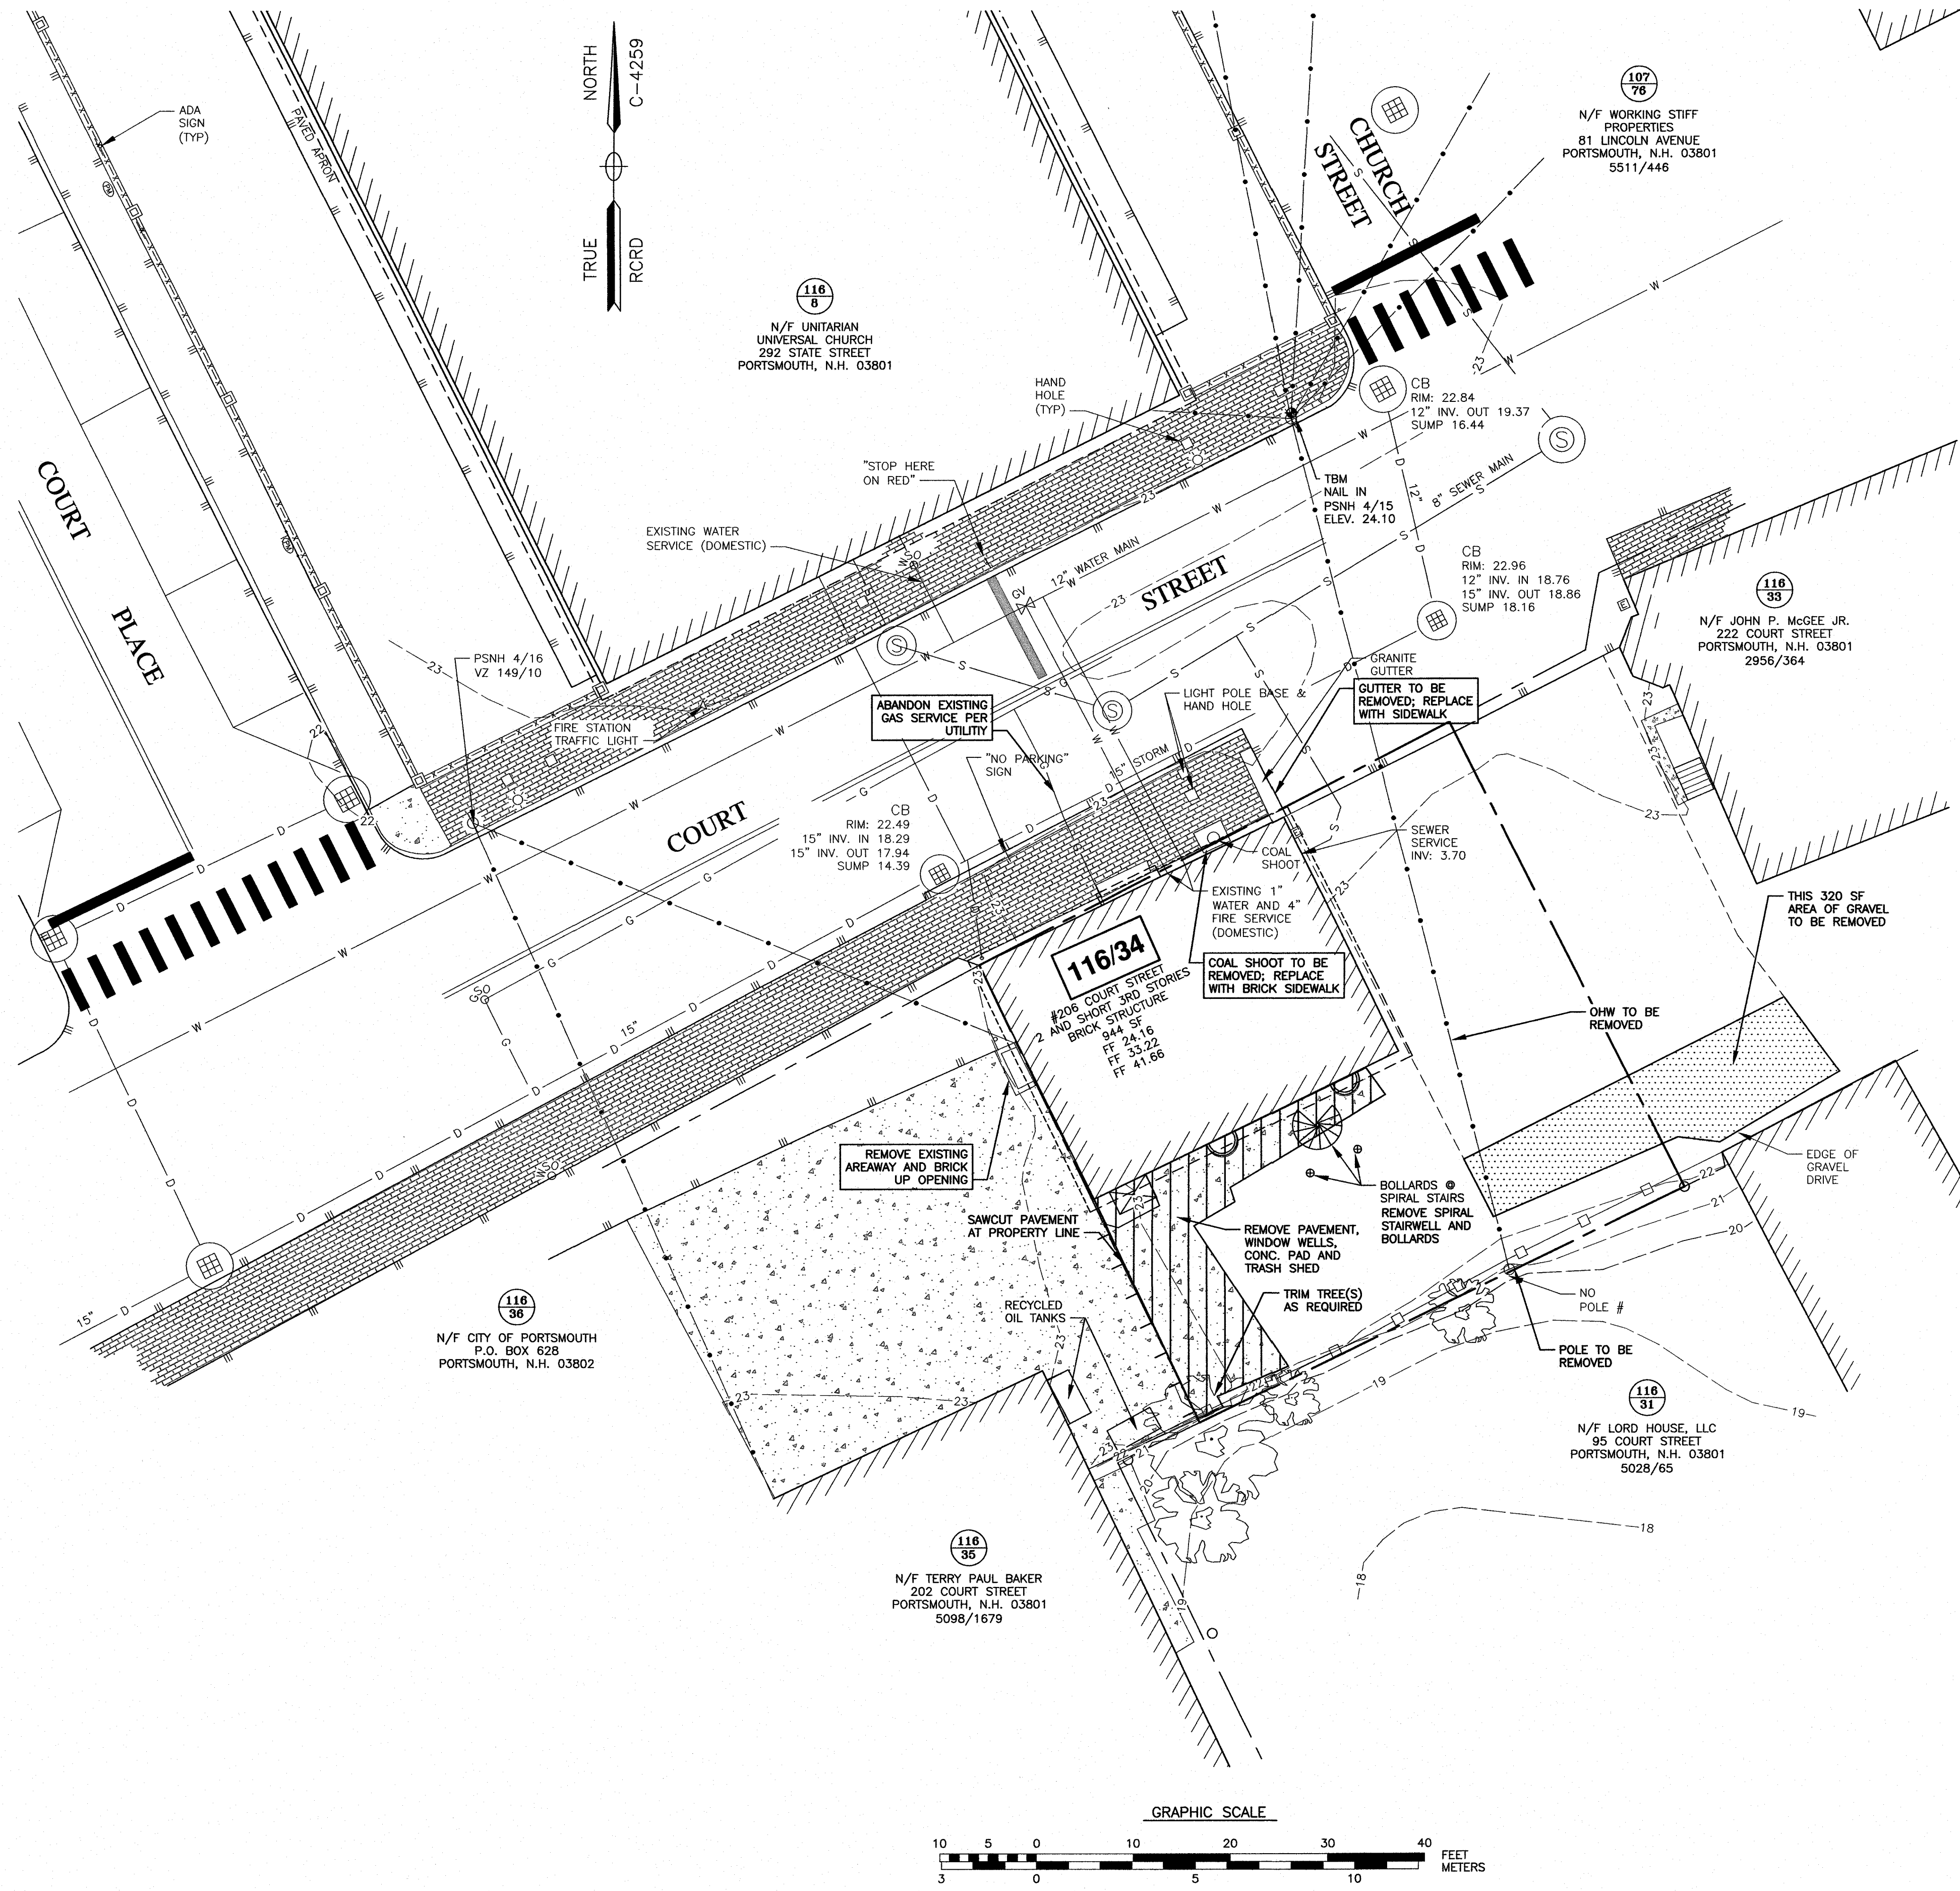 NORTH
C-4259
TRUE
RCRD
ADA
SIGN
(TYP)
PAVED APRON
107
76
N/F WORKING STIFF
PROPERTIES
81 LINCOLN AVENUE
PORTSMOUTH, N.H. 03801
5511/446
CHURCH
STREET
116
8
N/F UNITARIAN
UNIVERSAL CHURCH
292 STATE STREET
PORTSMOUTH, N.H. 03801
HAND
HOLE
(TYP)
CB
RIM: 22.84
12" INV. OUT 19.37
SUMP 16.44
"STOP HERE
ON RED"
TBM
NAIL IN
PSNH 4/15
ELEV. 24.10
8" SEWER MAIN
12"
EXISTING WATER
SERVICE (DOMESTIC)
WSO
GV
12" WATER MAIN
STREET
CB
RIM: 22.96
12" INV. IN 18.76
15" INV. OUT 18.86
SUMP 18.16
116
33
N/F JOHN P. McGEE JR.
222 COURT STREET
PORTSMOUTH, N.H. 03801
2956/364
COURT
PLACE
PSNH 4/16
VZ 149/10
FIRE STATION
TRAFFIC LIGHT
ABANDON EXISTING
GAS SERVICE PER
UTILITIY
LIGHT POLE BASE &
HAND HOLE
GRANITE
GUTTER
GUTTER TO BE
REMOVED; REPLACE
WITH SIDEWALK
"NO PARKING"
SIGN
15" STORM
COURT
CB
RIM: 22.49
15" INV. IN 18.29
15" INV. OUT 17.94
SUMP 14.39
COAL
SHOOT
SEWER
SERVICE
INV: 3.70
EXISTING 1"
WATER AND 4"
FIRE SERVICE
(DOMESTIC)
COAL SHOOT TO BE
REMOVED; REPLACE
WITH BRICK SIDEWALK
THIS 320 SF
AREA OF GRAVEL
TO BE REMOVED
116/34
#206 COURT STREET
2 AND SHORT 3RD STORIES
BRICK STRUCTURE
944 SF
FF 24.16
FF 33.22
FF 41.66
OHW TO BE
REMOVED
GSO
15"
WSO
REMOVE EXISTING
AREAWAY AND BRICK
UP OPENING
EDGE OF
GRAVEL
DRIVE
BOLLARDS @
SPIRAL STAIRS
REMOVE SPIRAL
STAIRWELL AND
BOLLARDS
SAWCUT PAVEMENT
AT PROPERTY LINE
REMOVE PAVEMENT,
WINDOW WELLS,
CONC. PAD AND
TRASH SHED
TRIM TREE(S)
AS REQUIRED
RECYCLED
OIL TANKS
NO
POLE #
POLE TO BE
REMOVED
15"
116
36
N/F CITY OF PORTSMOUTH
P.O. BOX 628
PORTSMOUTH, N.H. 03802
116
31
N/F LORD HOUSE, LLC
95 COURT STREET
PORTSMOUTH, N.H. 03801
5028/65
116
35
N/F TERRY PAUL BAKER
202 COURT STREET
PORTSMOUTH, N.H. 03801
5098/1679
22
21
20
19
19
18
18
GRAPHIC SCALE
10 5 0 10 20 30 40
FEET
METERS
3 0 5 10